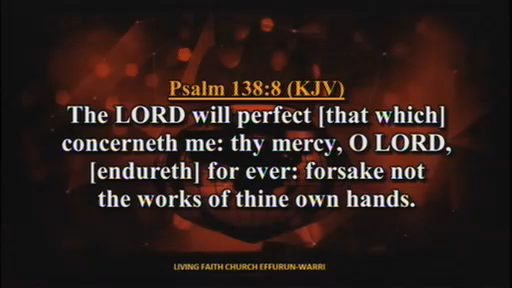 Psalm 138:8 (KJV)
The LORD will perfect [that which]
concerneth me: thy mercy, O LORD,
[endureth] for ever: forsake not
the works of thine own hands.
LIVING FAITH CHURCH EFFURUN-WARRI